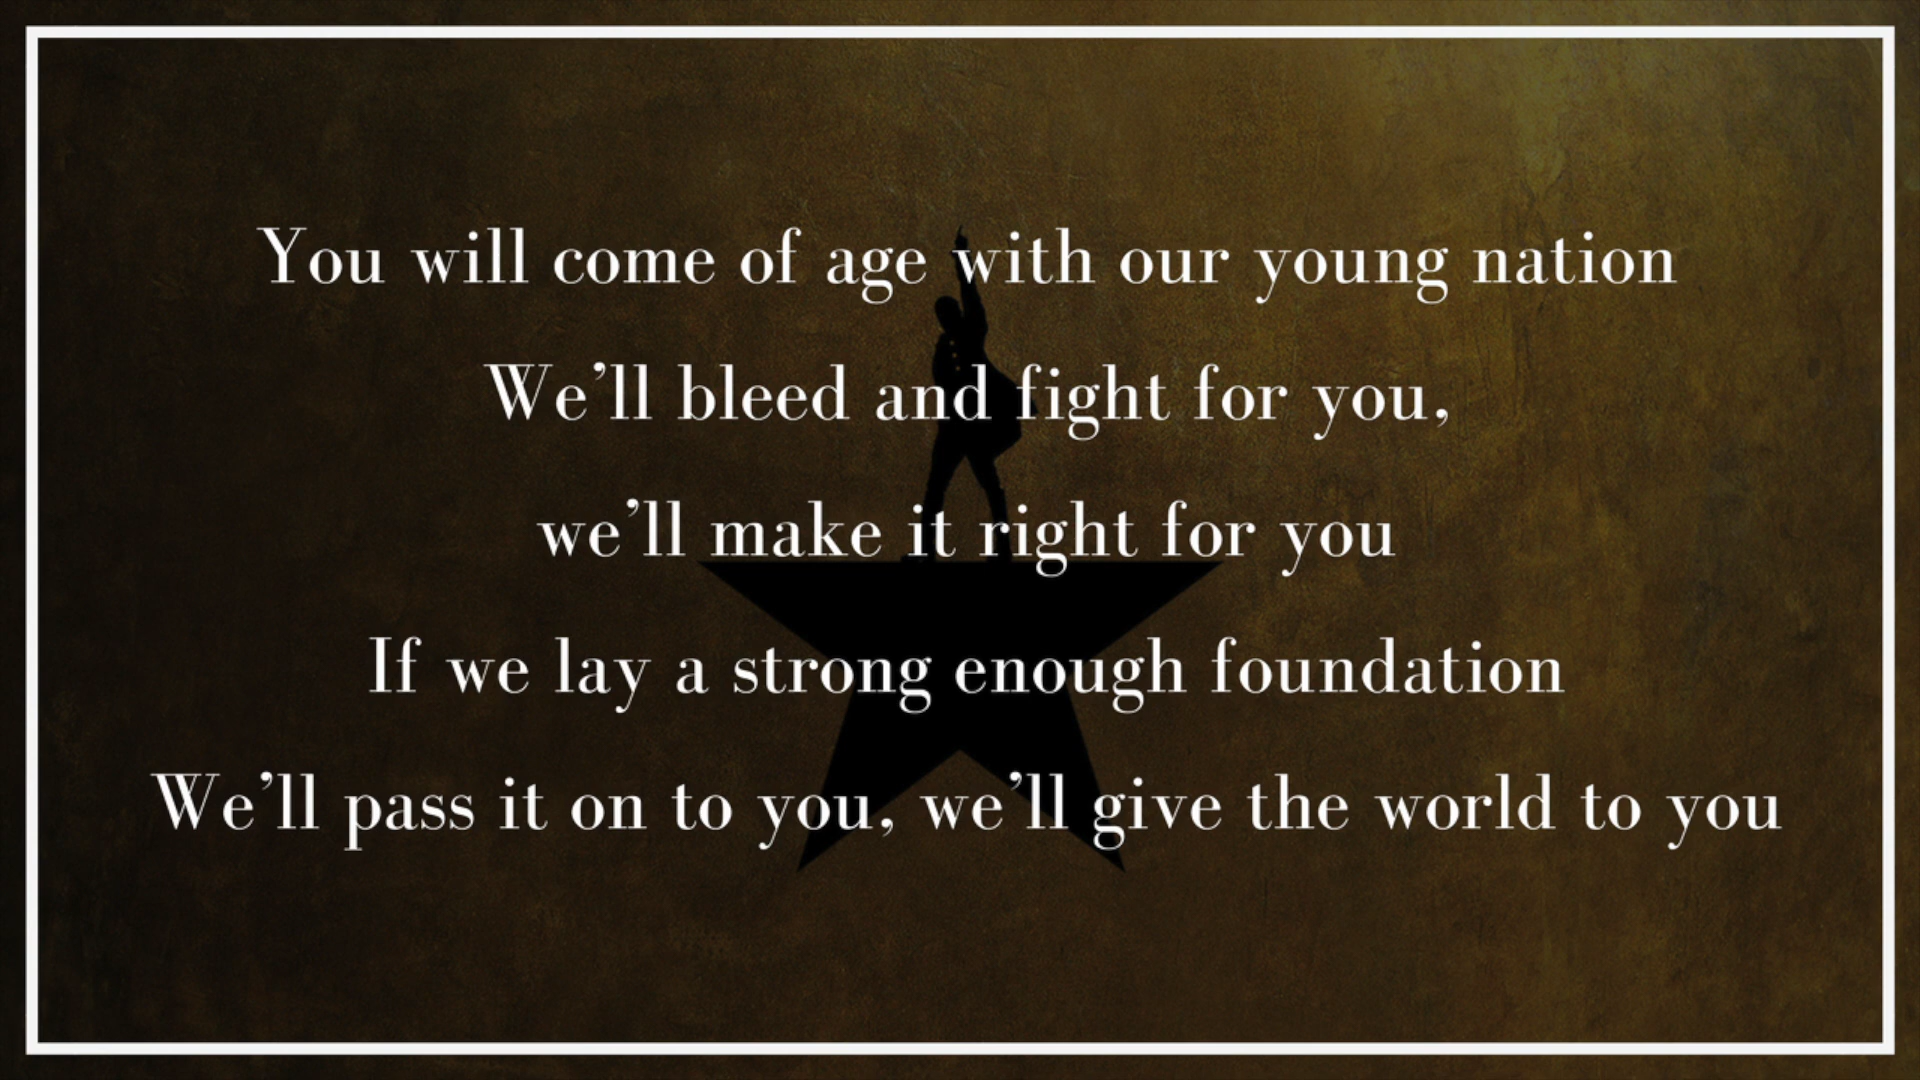 You will come of age with our young nation
We’ll bleed and fight for you,
we’ll make it right for you
If we lay a strong enough foundation
We’ll pass it on to you, we’ll give the world to you